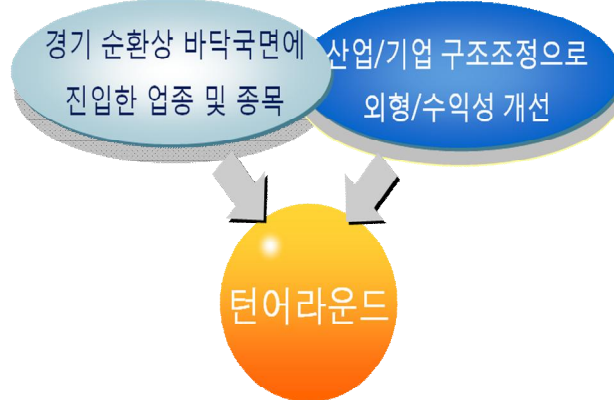 경기 순환상 바닥국면에
진입한 업종 및 종목
산업/기업 구조조정으로
외형/수익성 개선
턴어라운드